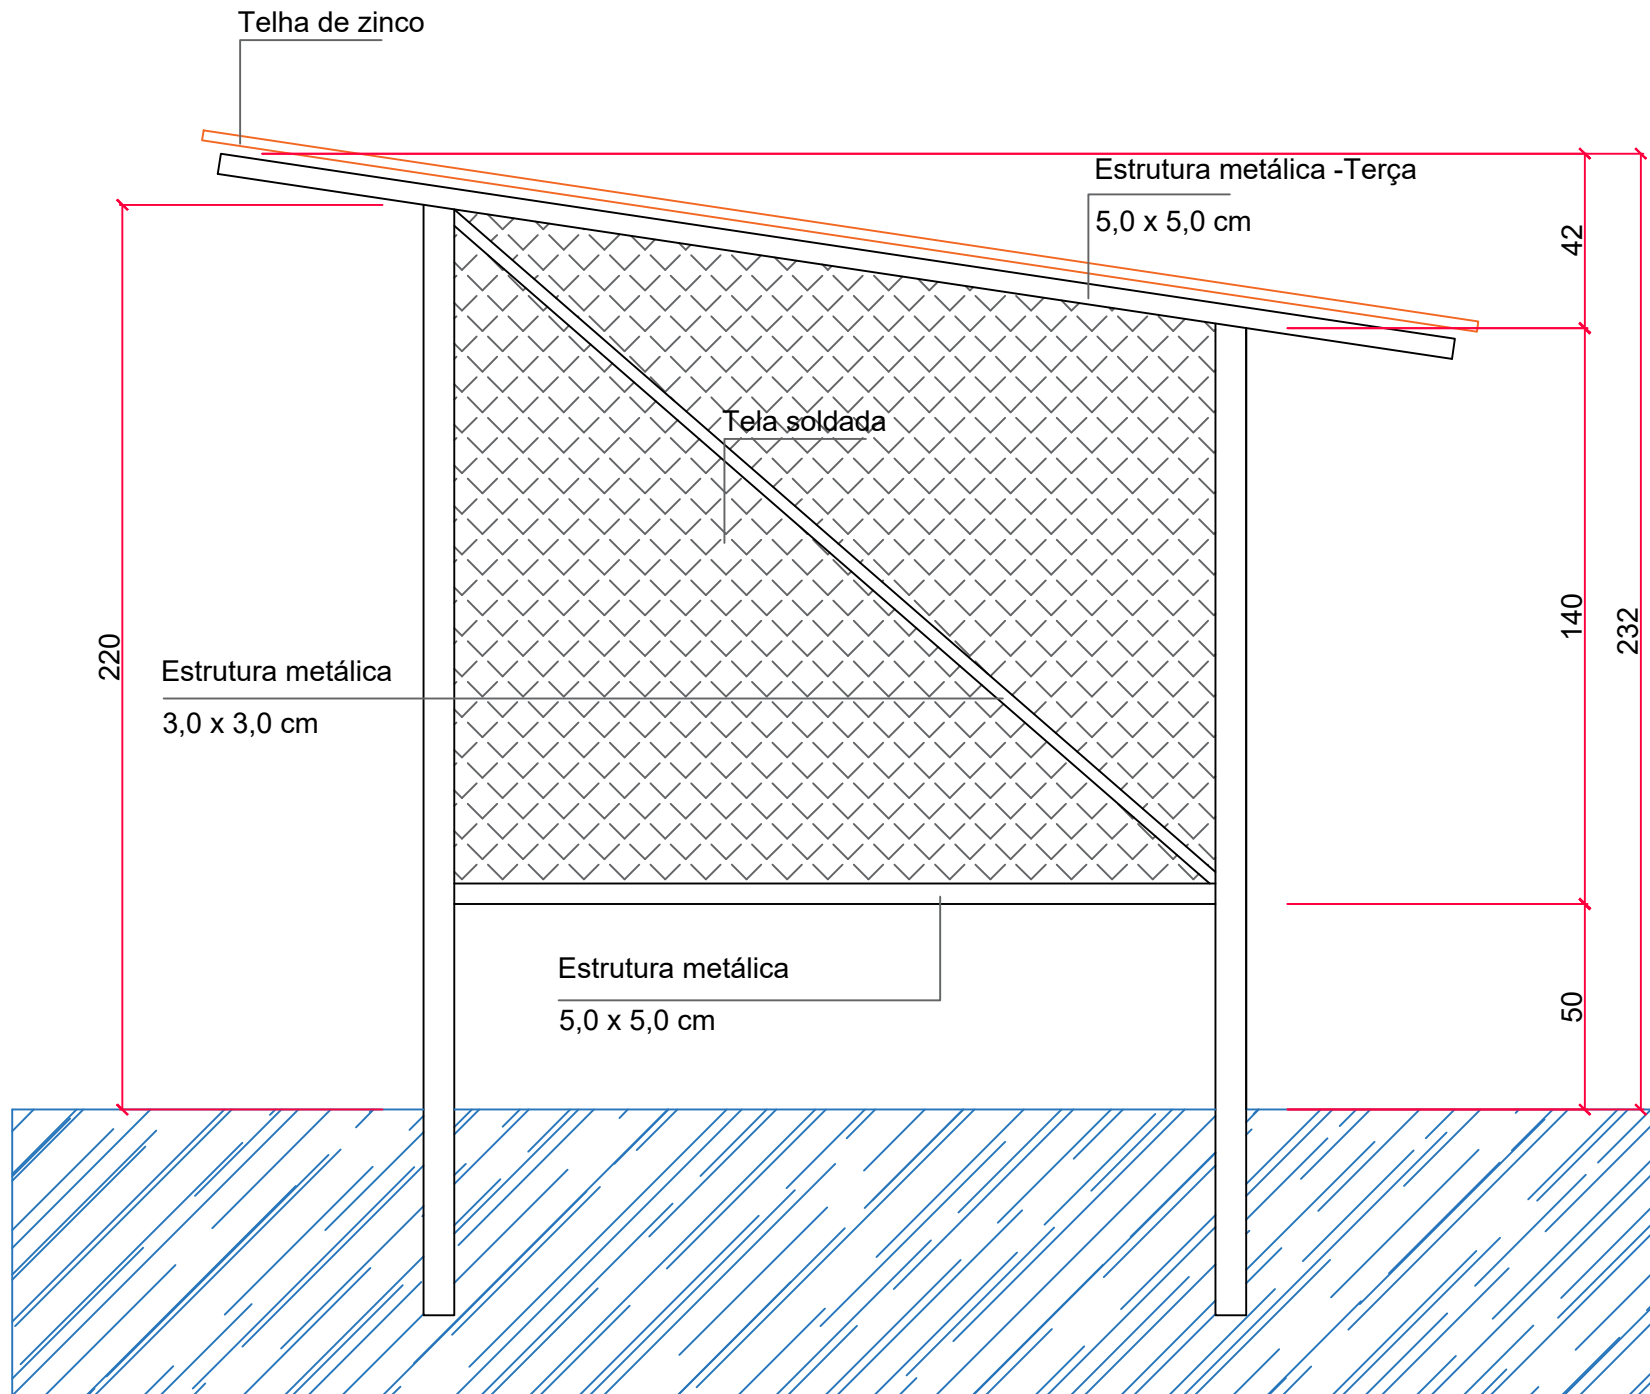 Telha de zinco
Estrutura metálica -Terça
5,0 x 5,0 cm
42
Tela soldada
140
232
220
Estrutura metálica
3,0 x 3,0 cm
Estrutura metálica
5,0 x 5,0 cm
50